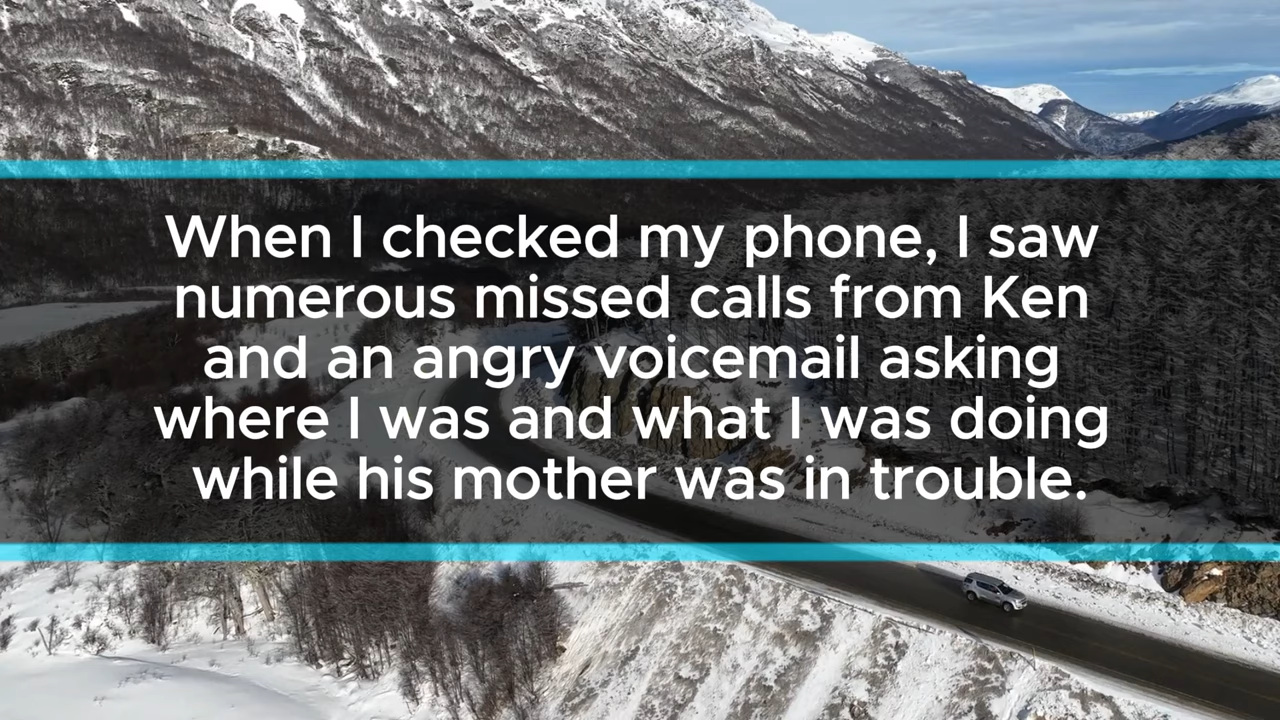 When I checked my phone, I saw
numerous missed calls from Ken
and an angry voicemail asking
where I was and what I was doing
while his mother was in trouble.